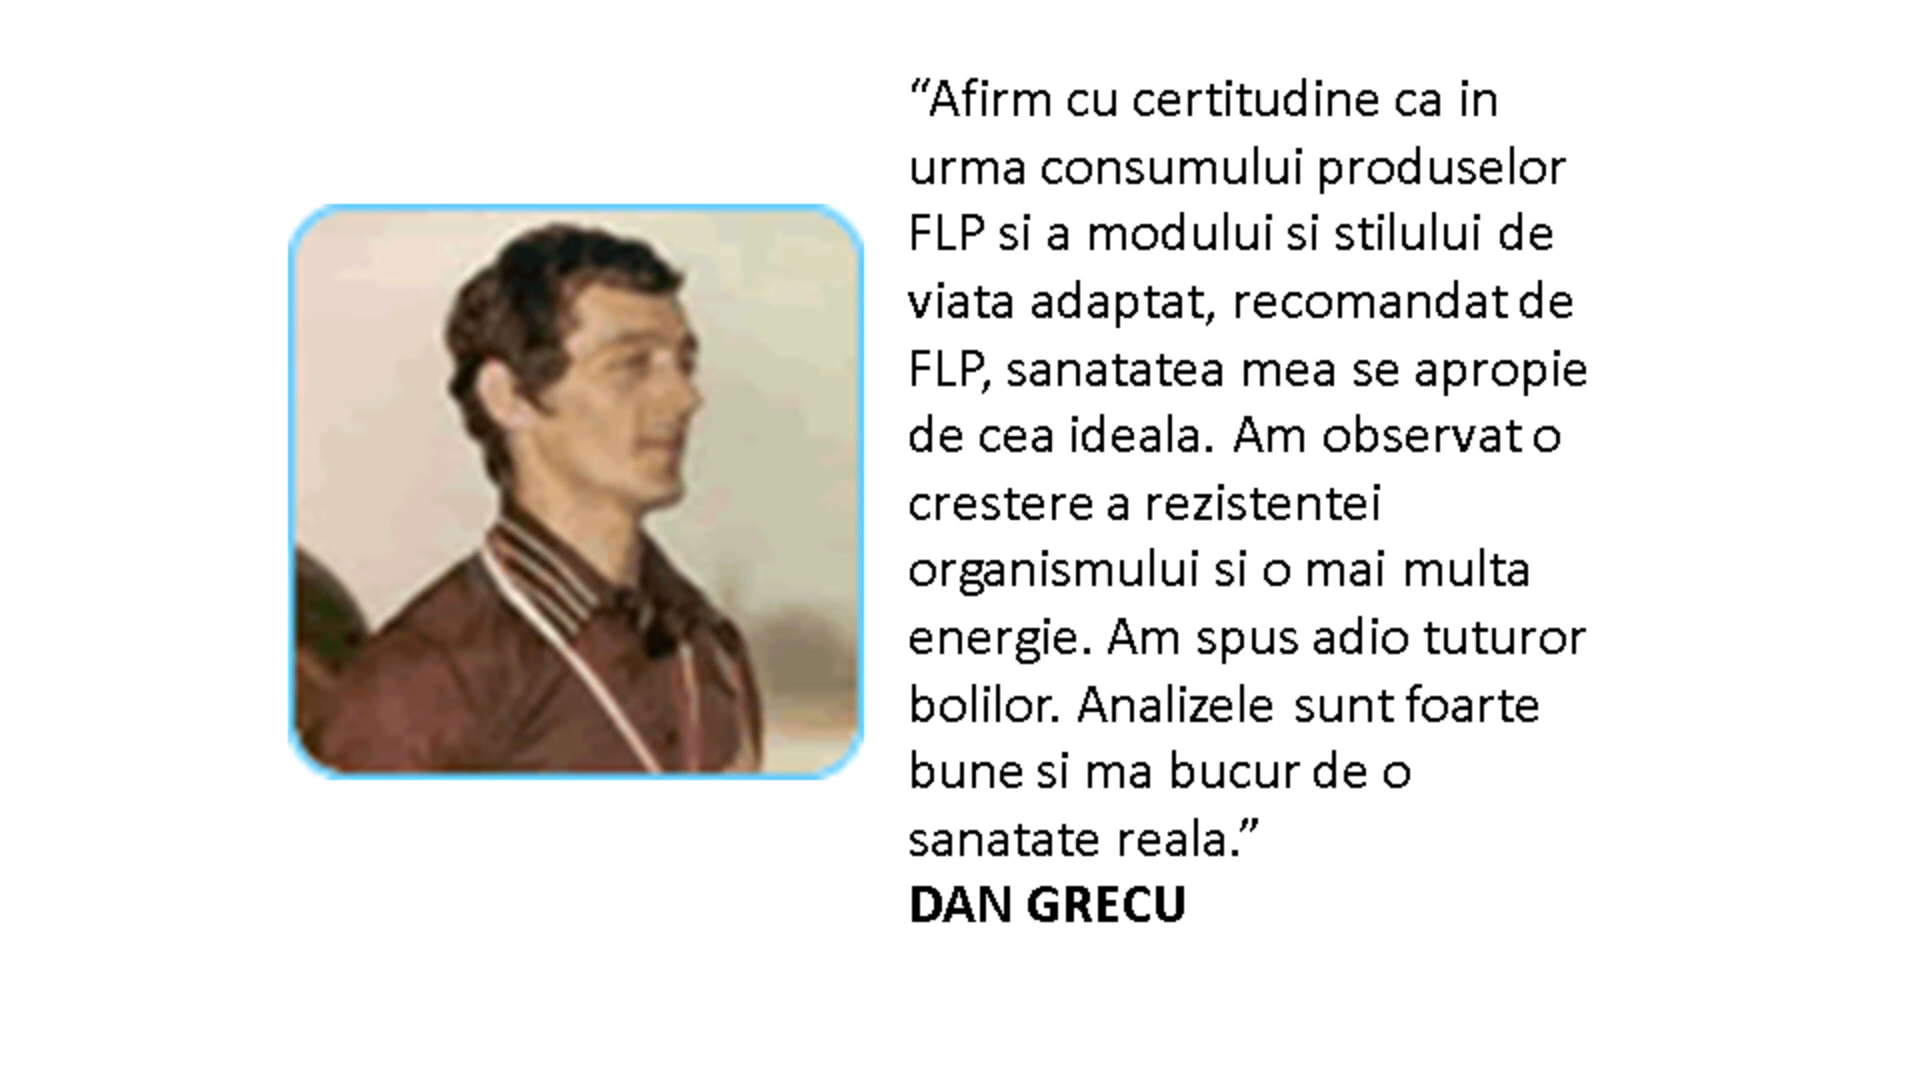 “Afirm cu certitudine ca in
urma consumului produselor
FLP si a modului si stilului de
viata adaptat, recomandat de
FLP, sanatatea mea se apropie
de cea ideala. Am observat o
crestere a rezistentei
organismului si o mai multa
energie. Am spus adio tuturor
bolilor. Analizele sunt foarte
bune si ma bucur de o
sanatate reala.”
DAN GRECU